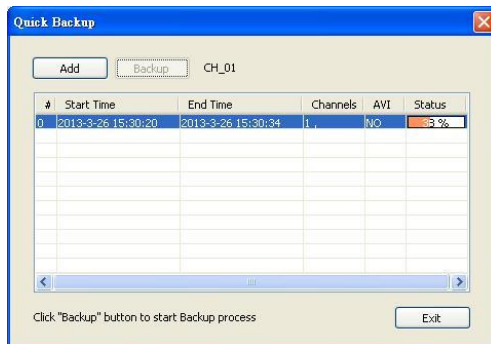 Quick Backup
Add Backup CH_01
# Start Time End Time Channels AVI Status
0 2013-3-26 15:30:20 2013-3-26 15:30:34 1 , NO 33 %
Click "Backup" button to start Backup process Exit